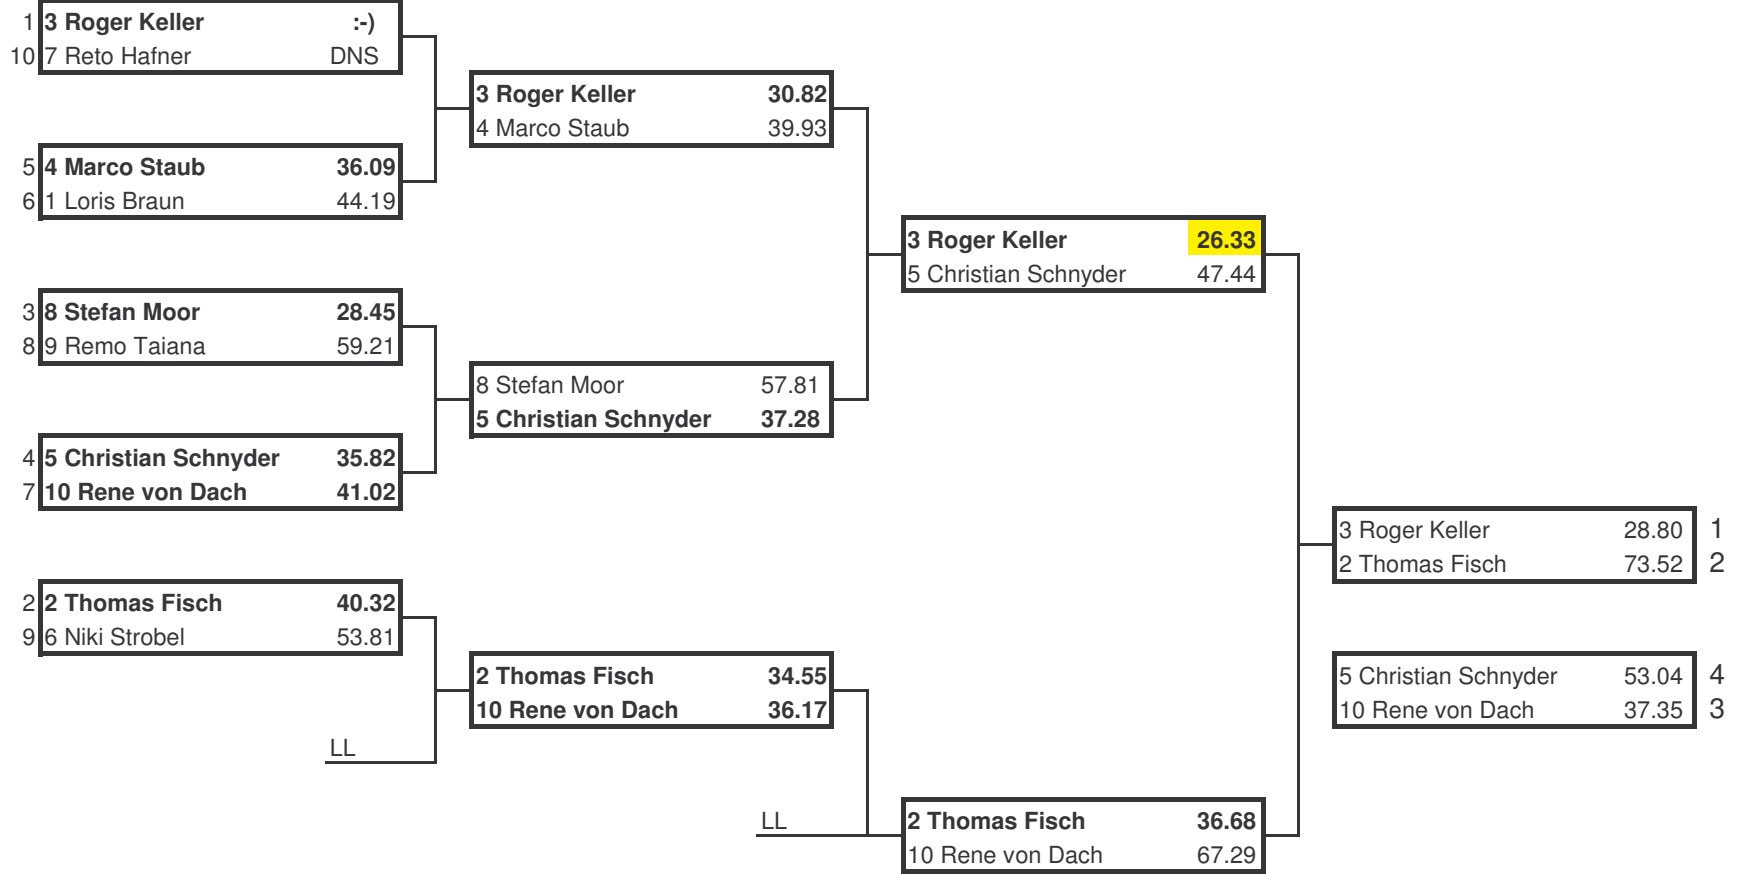 1 3 Roger Keller :-)
10 7 Reto Hafner DNS
3 Roger Keller 30.82
4 Marco Staub 39.93
5 4 Marco Staub 36.09
6 1 Loris Braun 44.19
3 Roger Keller 26.33
5 Christian Schnyder 47.44
3 8 Stefan Moor 28.45
8 9 Remo Taiana 59.21
8 Stefan Moor 57.81
5 Christian Schnyder 37.28
4 5 Christian Schnyder 35.82
7 10 Rene von Dach 41.02
3 Roger Keller 28.80 1
2 Thomas Fisch 73.52 2
2 2 Thomas Fisch 40.32
9 6 Niki Strobel 53.81
2 Thomas Fisch 34.55
10 Rene von Dach 36.17
5 Christian Schnyder 53.04 4
10 Rene von Dach 37.35 3
LL
LL
2 Thomas Fisch 36.68
10 Rene von Dach 67.29